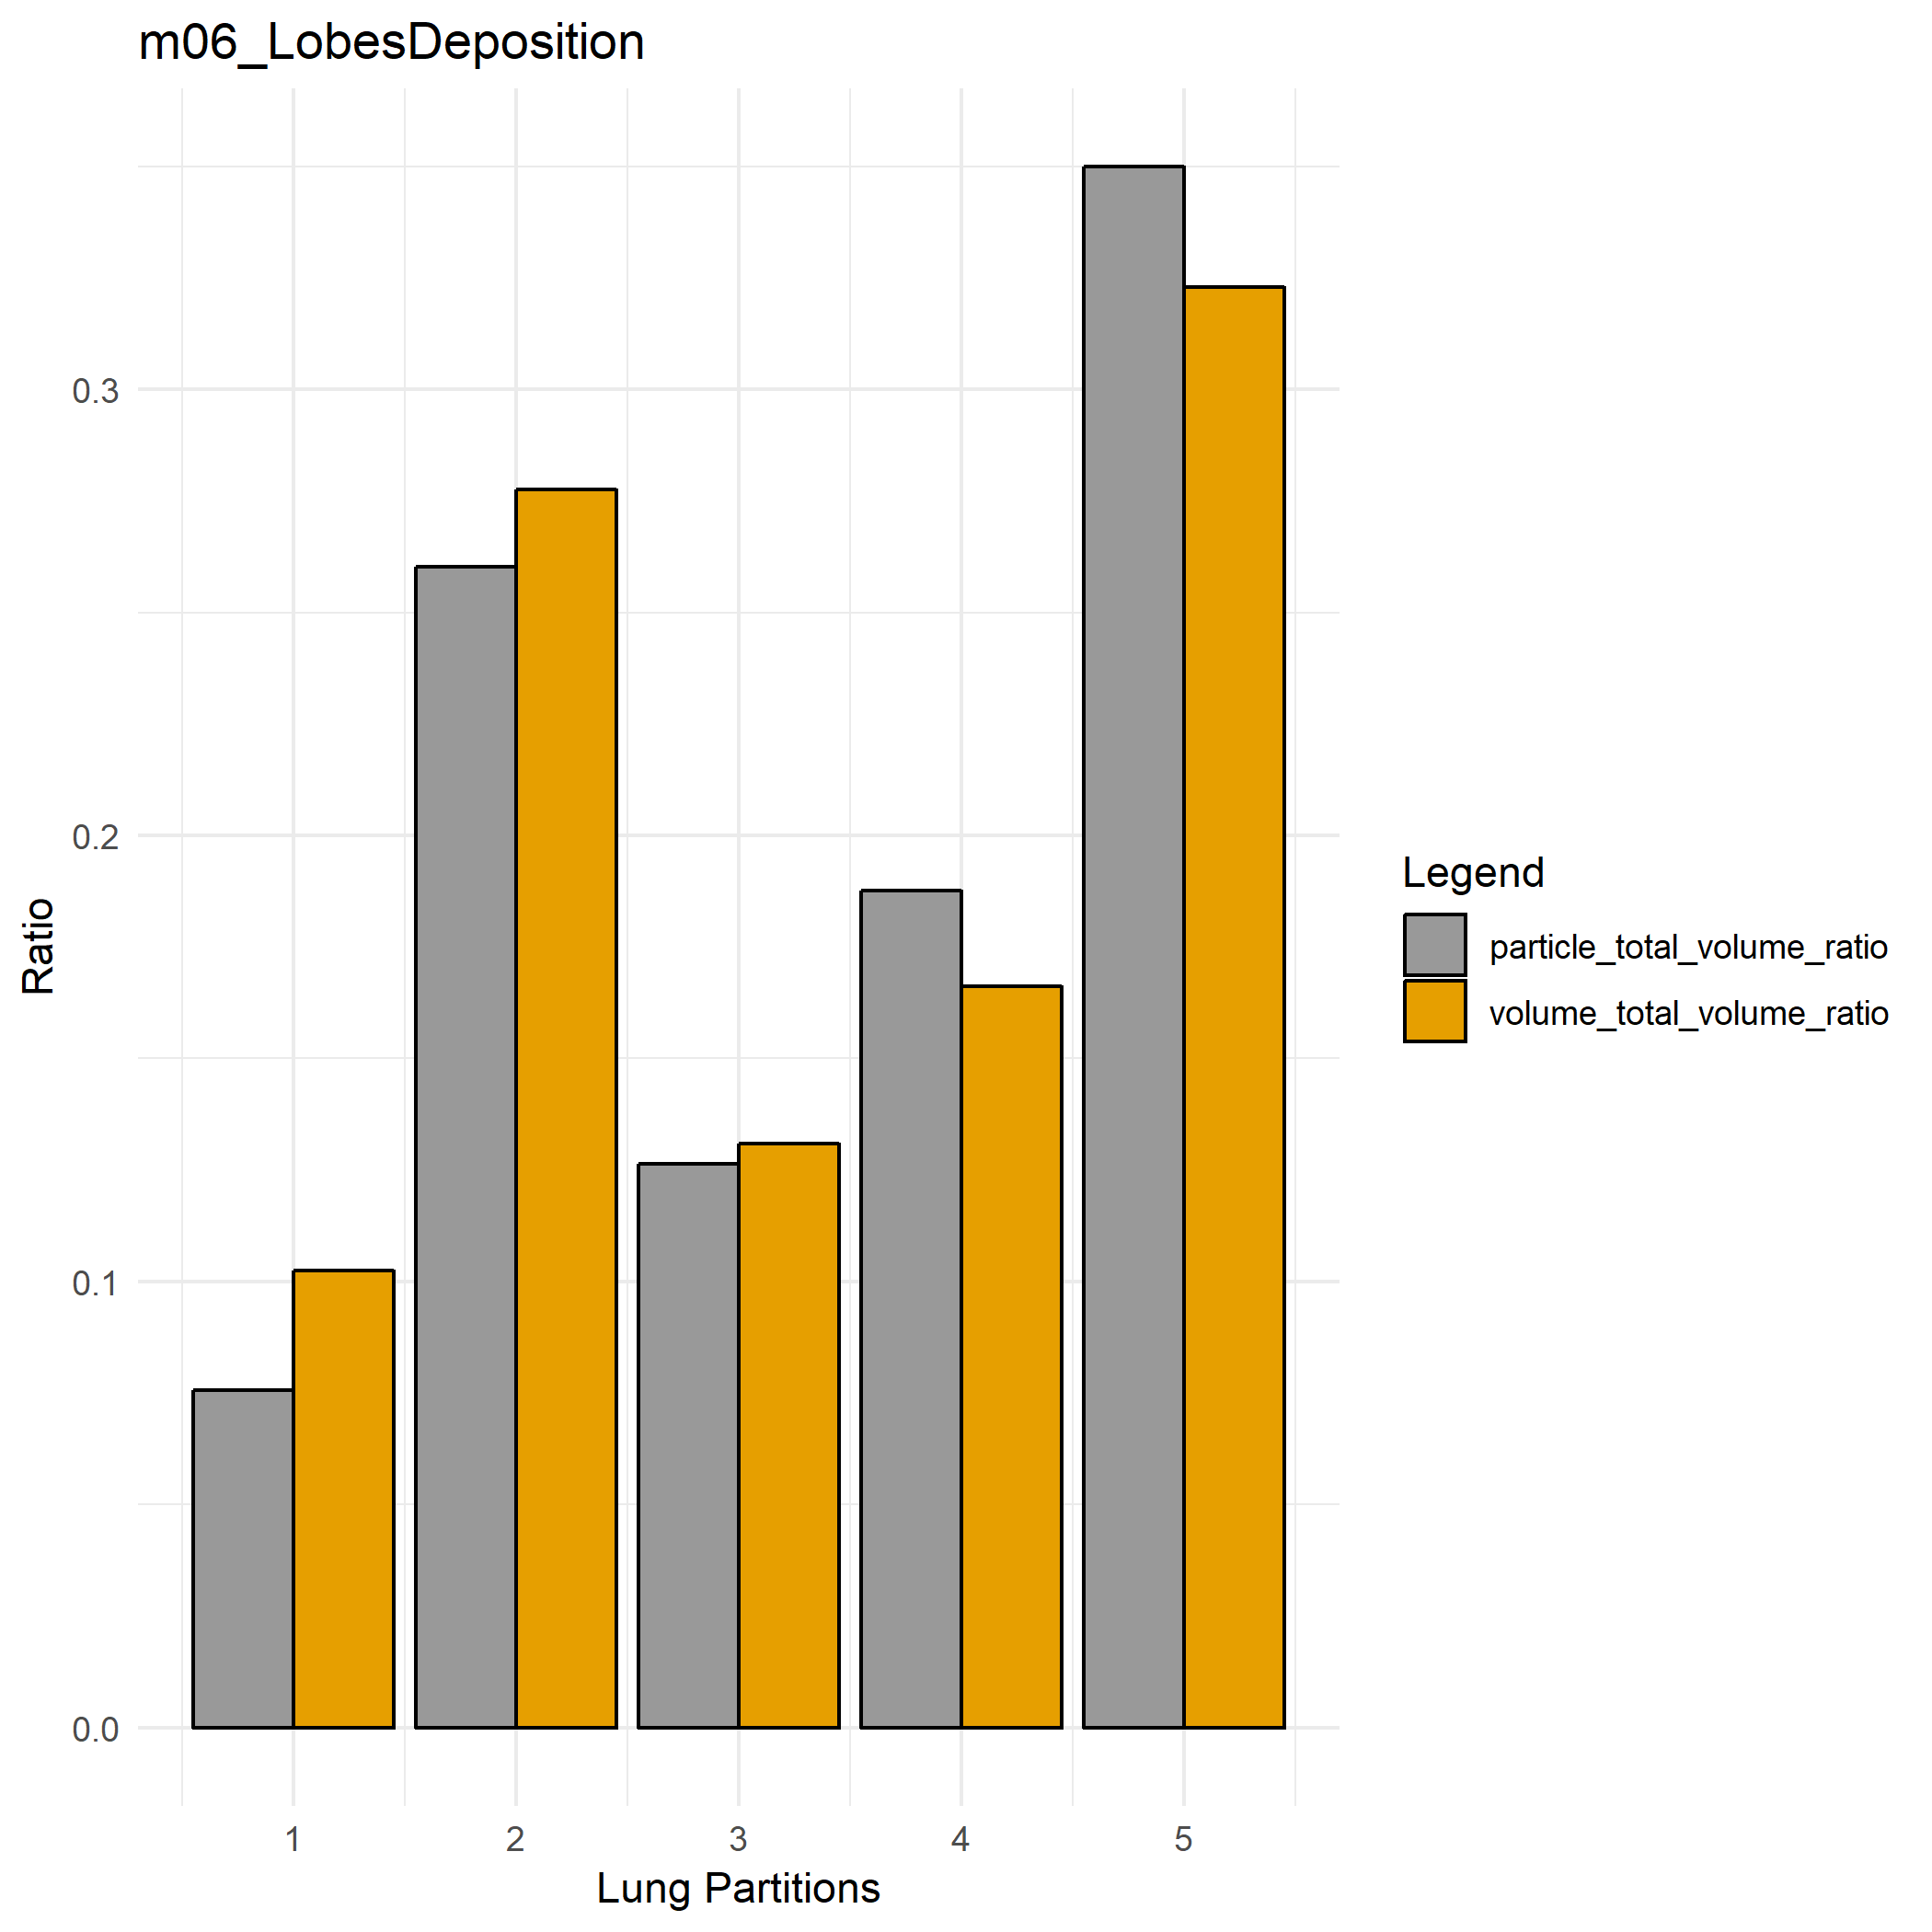 m06_LobesDeposition
Ratio
0.3
0.2
0.1
0.0
1 2 3 4 5
Lung Partitions
Legend
particle_total_volume_ratio
volume_total_volume_ratio